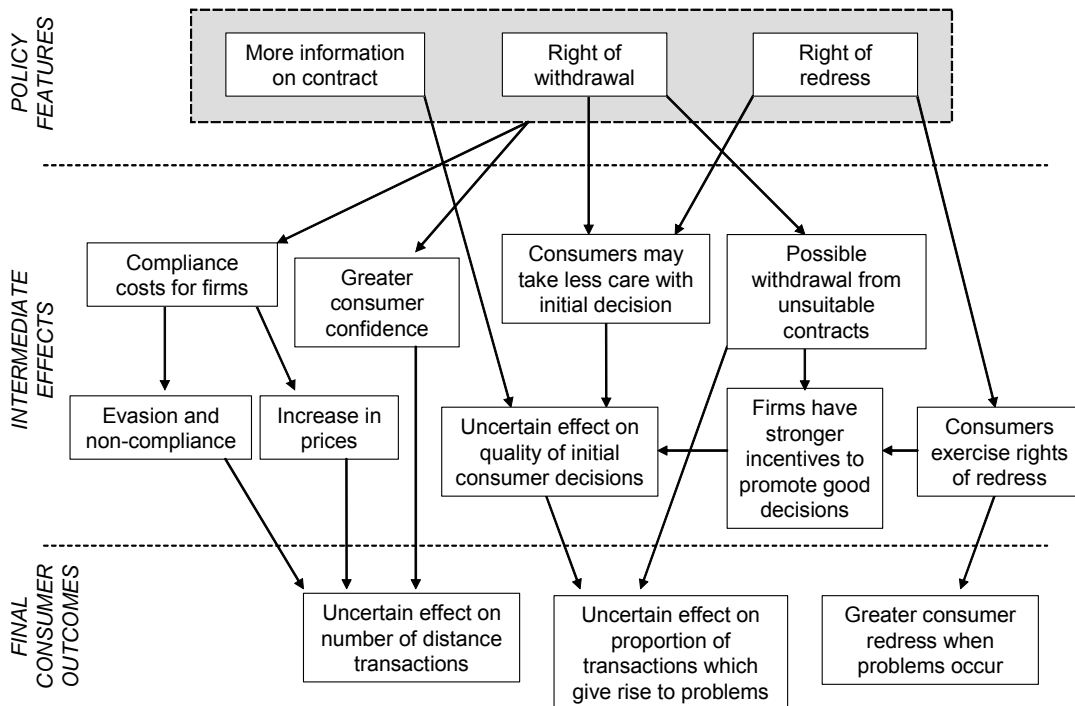 POLICY
FEATURES
More information
on contract
Right of
withdrawal
Right of
redress
INTERMEDIATE
EFFECTS
Compliance
costs for firms
Greater
consumer
confidence
Consumers may
take less care with
initial decision
Possible
withdrawal from
unsuitable
contracts
Evasion and
non-compliance
Increase in
prices
Uncertain effect on
quality of initial
consumer decisions
Firms have
stronger
incentives to
promote good
decisions
Consumers
exercise rights
of redress
FINAL
CONSUMER
OUTCOMES
Uncertain effect on
number of distance
transactions
Uncertain effect on
proportion of
transactions which
give rise to problems
Greater consumer
redress when
problems occur